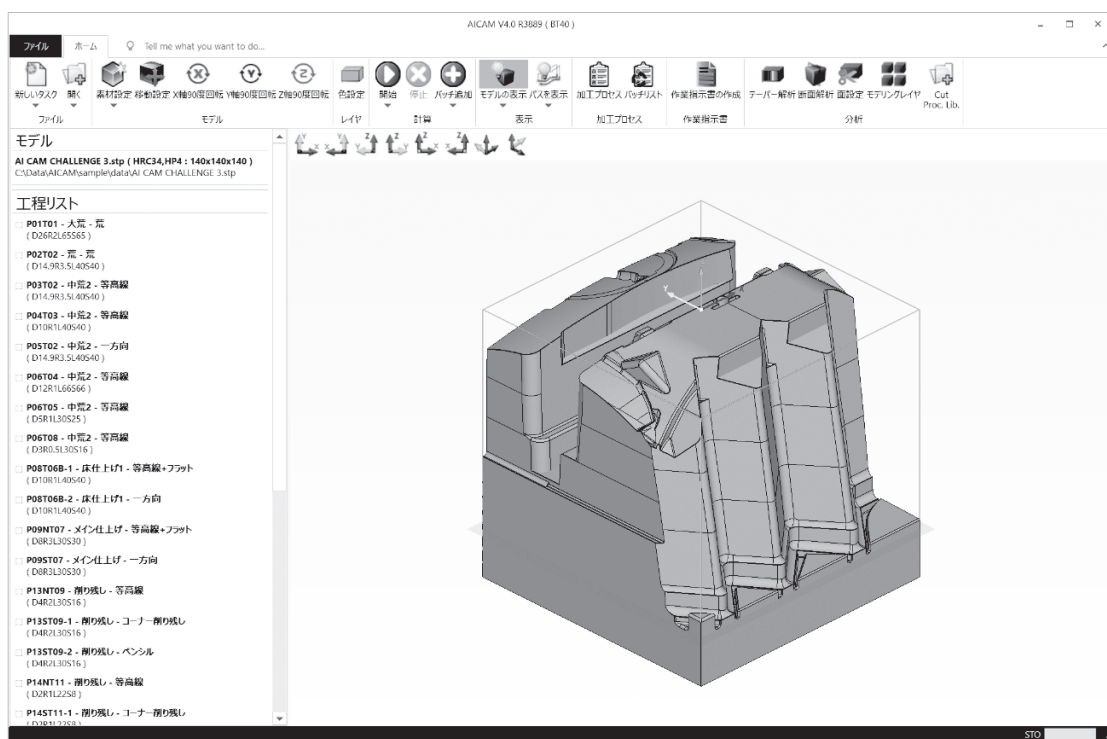 AICAM V4.0 R3889 ( BT40 )
ファイル ホーム Tell me what you want to do...
新しいタスク 開く 素材設定 移動設定 X軸90度回転 Y軸90度回転 Z軸90度回転 色設定 開始 停止 バッチ追加 モデルの表示 パスを表示 加工プロセス バッチリスト 作業指示書の作成 テーパー解析 断面解析 面設定 モデリングレイヤ Cut Proc. Lib.
ファイル モデル レイヤ 計算 表示 加工プロセス 作業指示書 分析
モデル
AI CAM CHALLENGE 3.stp ( HRC34,HP4 : 140x140x140 )
C:\Data\AICAM\sample\data\AI CAM CHALLENGE 3.stp
工程リスト
P01T01 - 大荒 - 荒
( D26R2L65S65 )
P02T02 - 荒 - 荒
( D14.9R3.5L40S40 )
P03T02 - 中荒2 - 等高線
( D14.9R3.5L40S40 )
P04T03 - 中荒2 - 等高線
( D10R1L40S40 )
P05T02 - 中荒2 - 一方向
( D14.9R3.5L40S40 )
P06T04 - 中荒2 - 等高線
( D12R1L66S66 )
P06T05 - 中荒2 - 等高線
( D5R1L30S25 )
P06T08 - 中荒2 - 等高線
( D3R0.5L30S16 )
P08T06B-1 - 床仕上げ1 - 等高線+フラット
( D10R1L40S40 )
P08T06B-2 - 床仕上げ1 - 一方向
( D10R1L40S40 )
P09NT07 - メイン仕上げ - 等高線+フラット
( D8R3L30S30 )
P09ST07 - メイン仕上げ - 一方向
( D8R3L30S30 )
P13NT09 - 削り残し - 等高線
( D4R2L30S16 )
P13ST09-1 - 削り残し - コーナー削り残し
( D4R2L30S16 )
P13ST09-2 - 削り残し - ペンシル
( D4R2L30S16 )
P14NT11 - 削り残し - 等高線
( D2R1L22S8 )
P14ST11-1 - 削り残し - コーナー削り残し
( D2R1L22S8 )
STO